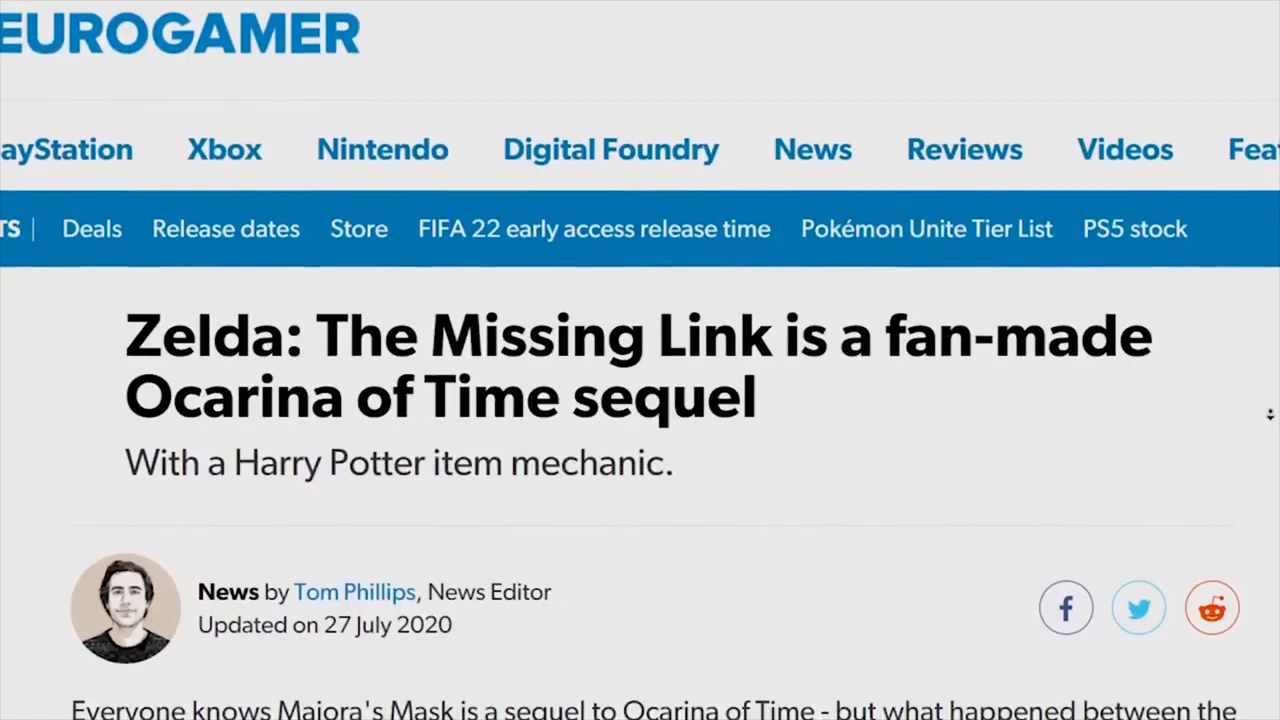 EUROGAMER
ayStation Xbox Nintendo Digital Foundry News Reviews Videos Fea
TS | Deals Release dates Store FIFA 22 early access release time Pokémon Unite Tier List PS5 stock
Zelda: The Missing Link is a fan-made
Ocarina of Time sequel
With a Harry Potter item mechanic.
News by Tom Phillips, News Editor
Updated on 27 July 2020
Everyone knows Majora's Mask is a sequel to Ocarina of Time - but what happened between the